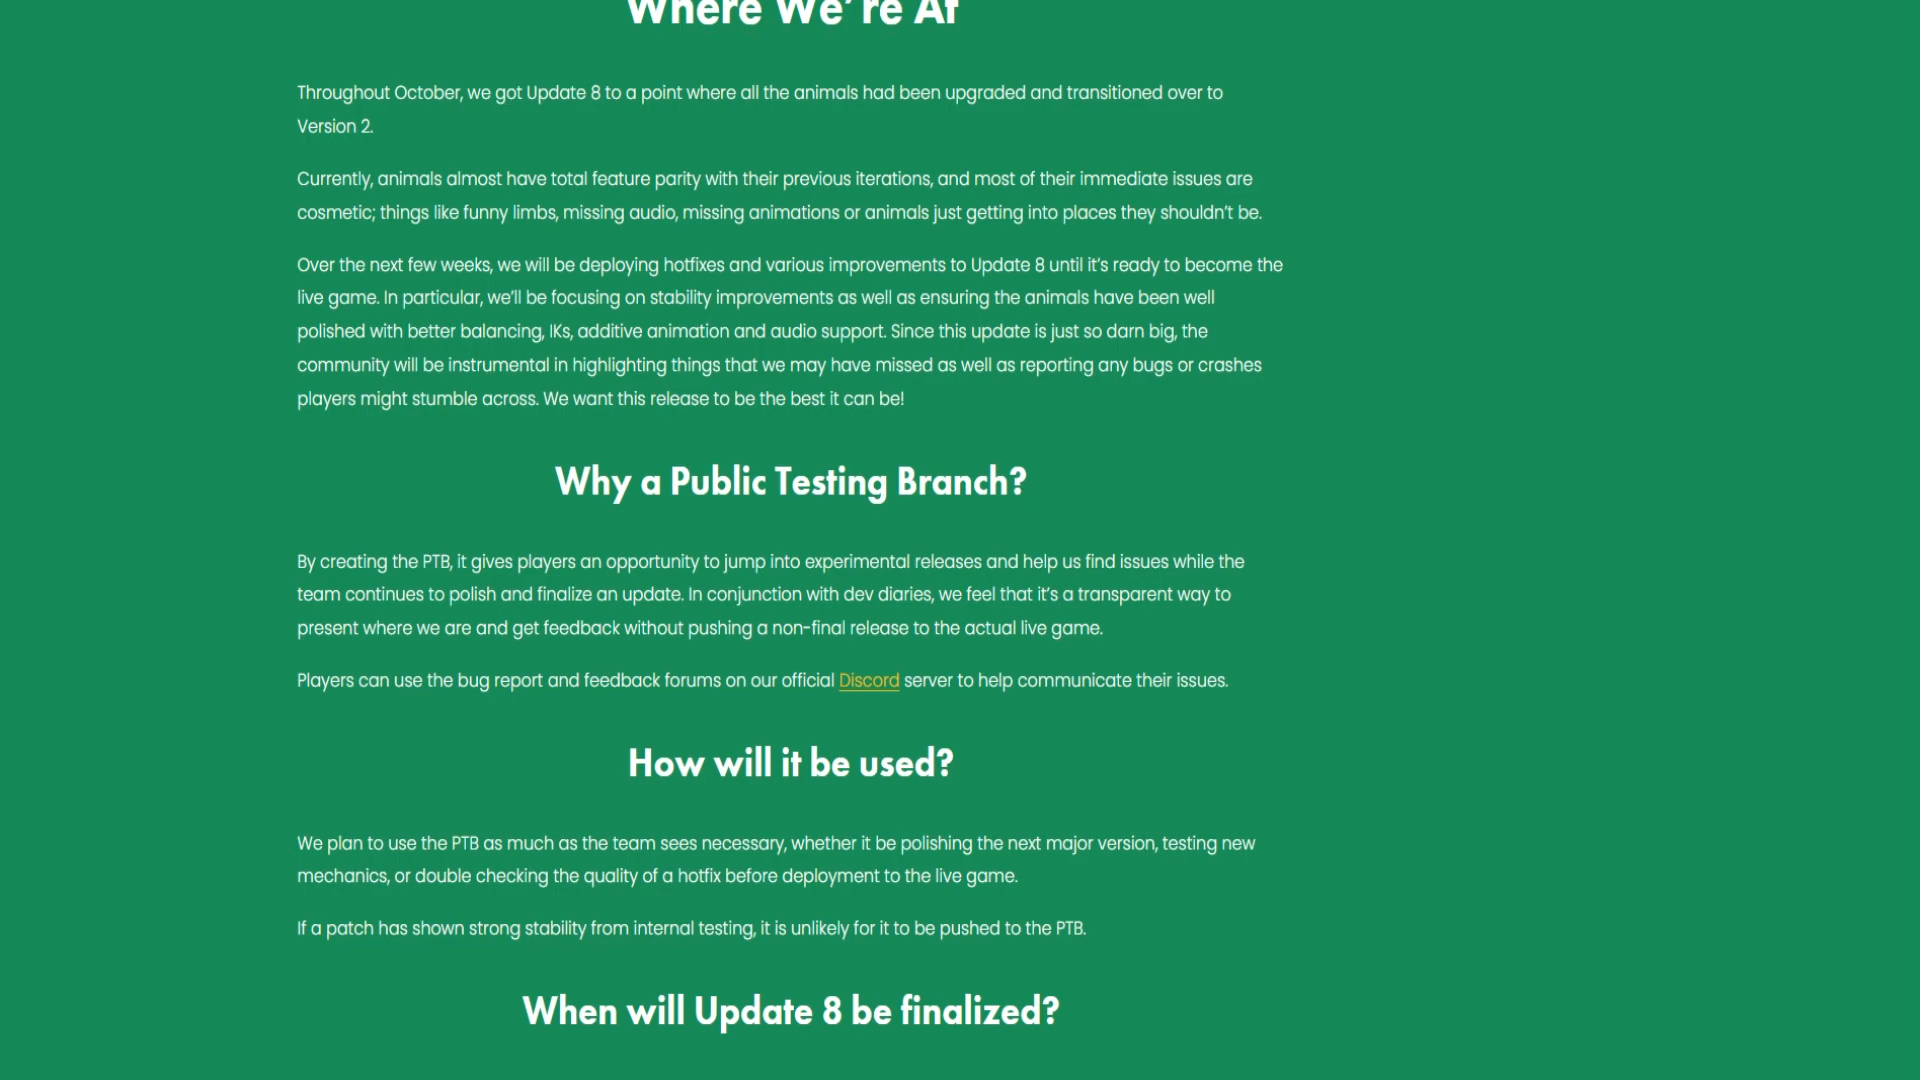 Where We're At
Throughout October, we got Update 8 to a point where all the animals had been upgraded and transitioned over to
Version 2.
Currently, animals almost have total feature parity with their previous iterations, and most of their immediate issues are
cosmetic; things like funny limbs, missing audio, missing animations or animals just getting into places they shouldn't be.
Over the next few weeks, we will be deploying hotfixes and various improvements to Update 8 until it's ready to become the
live game. In particular, we'll be focusing on stability improvements as well as ensuring the animals have been well
polished with better balancing, IKs, additive animation and audio support. Since this update is just so darn big, the
community will be instrumental in highlighting things that we may have missed as well as reporting any bugs or crashes
players might stumble across. We want this release to be the best it can be!
Why a Public Testing Branch?
By creating the PTB, it gives players an opportunity to jump into experimental releases and help us find issues while the
team continues to polish and finalize an update. In conjunction with dev diaries, we feel that it's a transparent way to
present where we are and get feedback without pushing a non-final release to the actual live game.
Players can use the bug report and feedback forums on our official Discord server to help communicate their issues.
How will it be used?
We plan to use the PTB as much as the team sees necessary, whether it be polishing the next major version, testing new
mechanics, or double checking the quality of a hotfix before deployment to the live game.
If a patch has shown strong stability from internal testing, it is unlikely for it to be pushed to the PTB.
When will Update 8 be finalized?